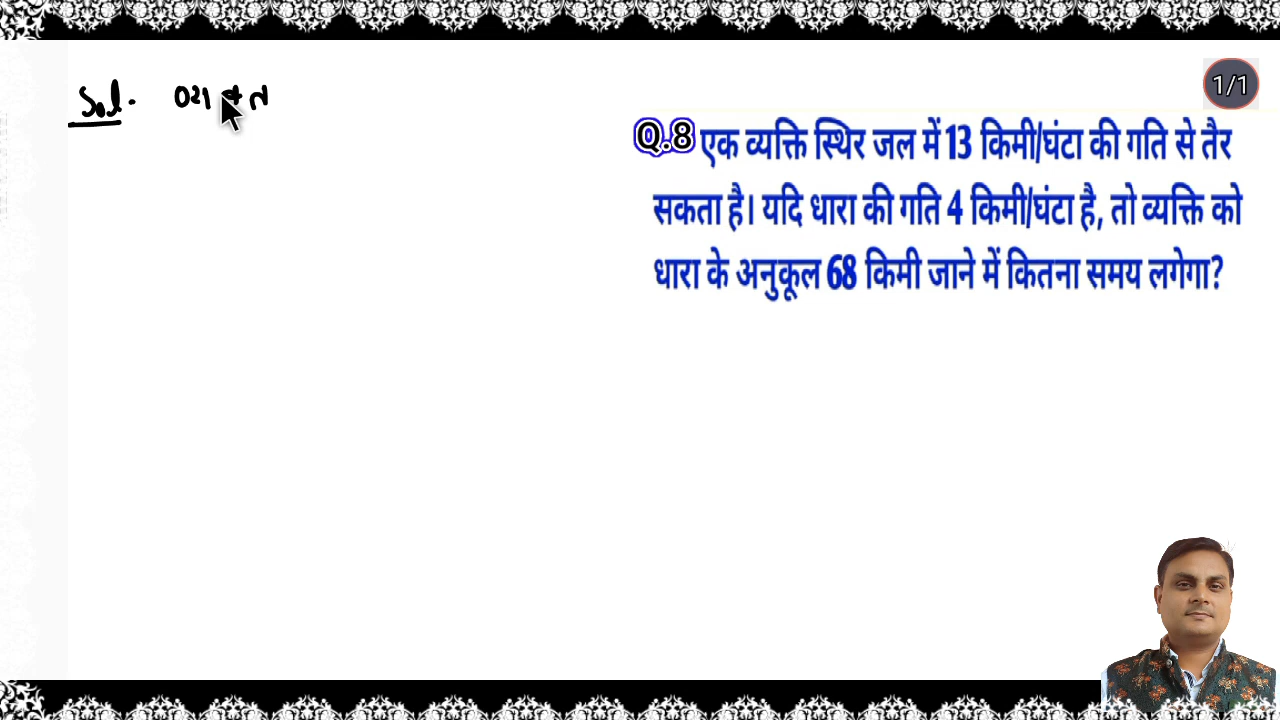 Sol.
1/1
Q.8 एक व्यक्ति स्थिर जल में 13 किमी/घंटा की गति से तैर
सकता है। यदि धारा की गति 4 किमी/घंटा है, तो व्यक्ति को
धारा के अनुकूल 68 किमी जाने में कितना समय लगेगा?